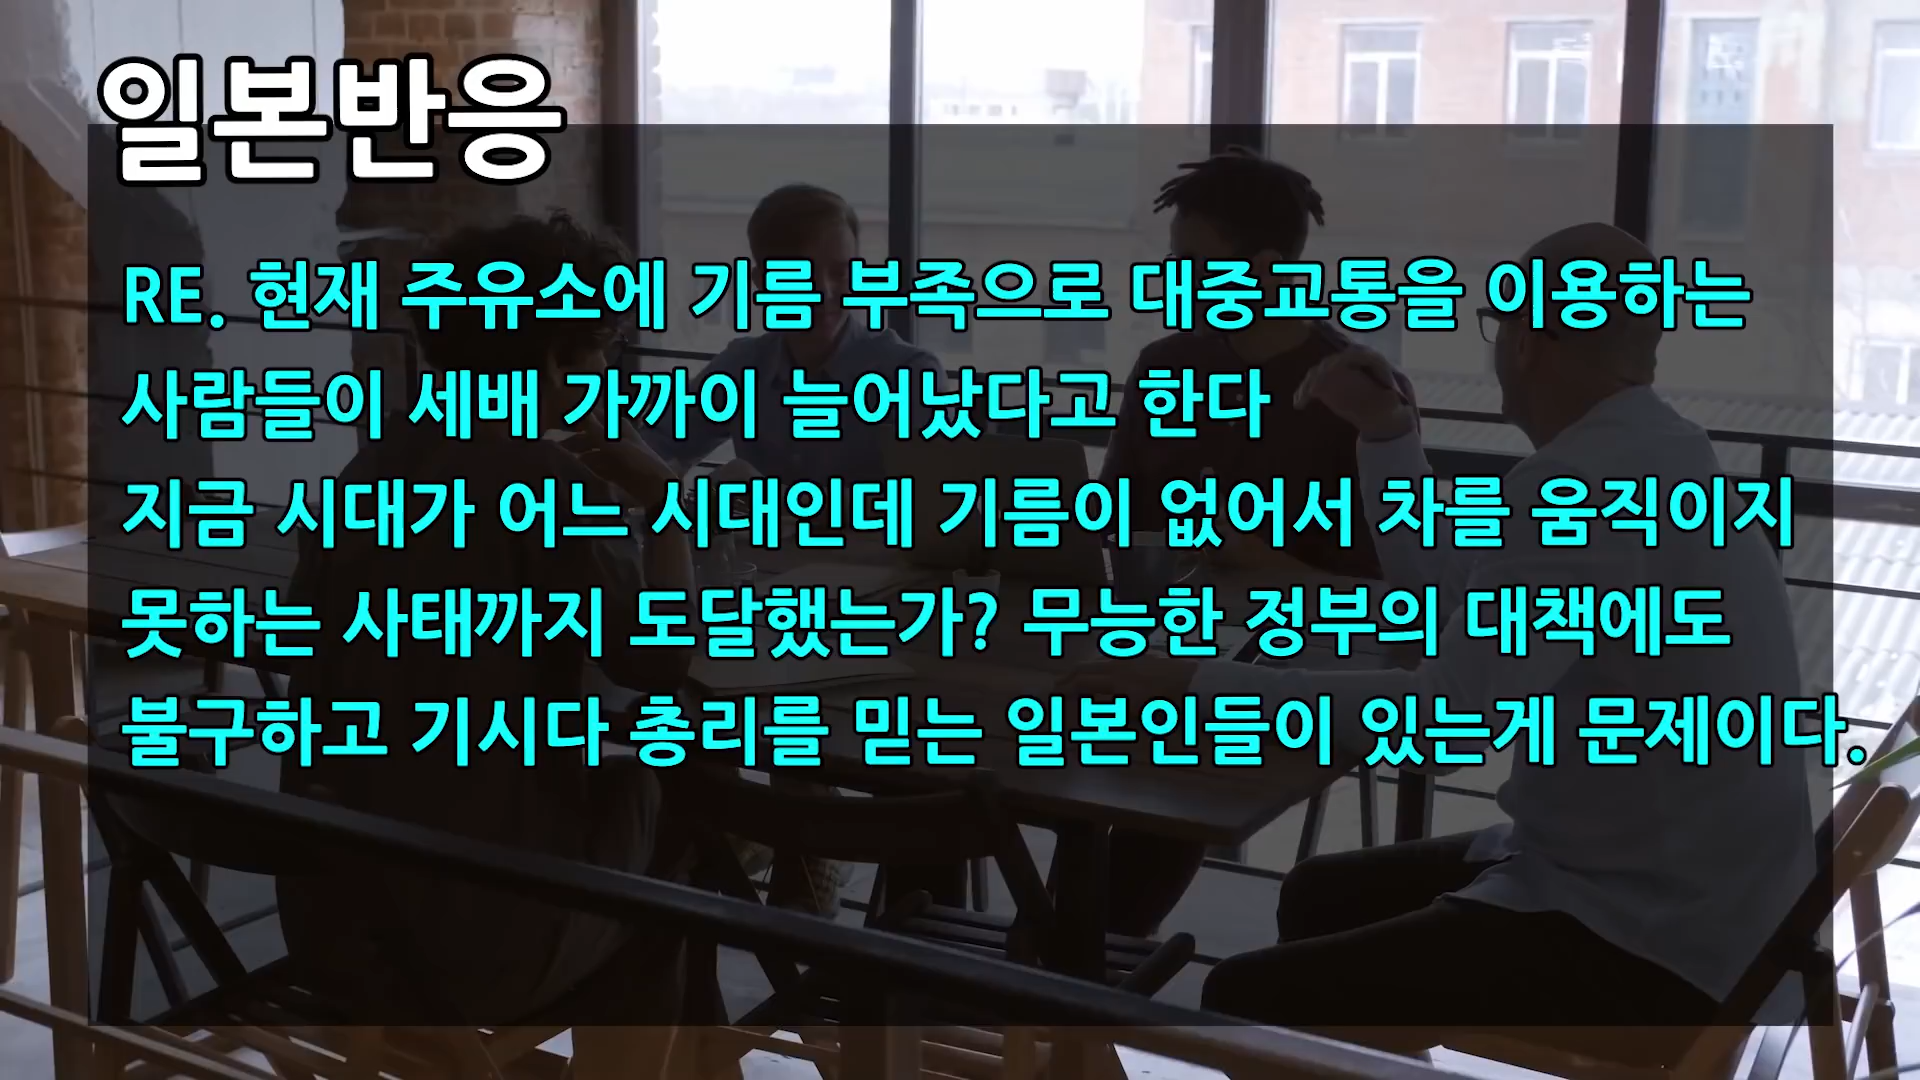 일본반응
RE. 현재 주유소에 기름 부족으로 대중교통을 이용하는
사람들이 세배 가까이 늘어났다고 한다
지금 시대가 어느 시대인데 기름이 없어서 차를 움직이지
못하는 사태까지 도달했는가? 무능한 정부의 대책에도
불구하고 기시다 총리를 믿는 일본인들이 있는게 문제이다.